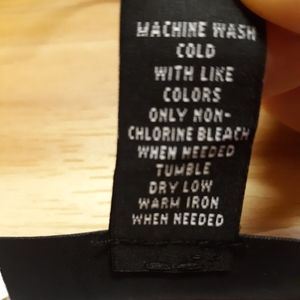 MACHINE WASH
COLD
WITH LIKE
COLORS
ONLY NON-
CHLORINE BLEACH
WHEN NEEDED
TUMBLE
DRY LOW
WARM IRON
WHEN NEEDED